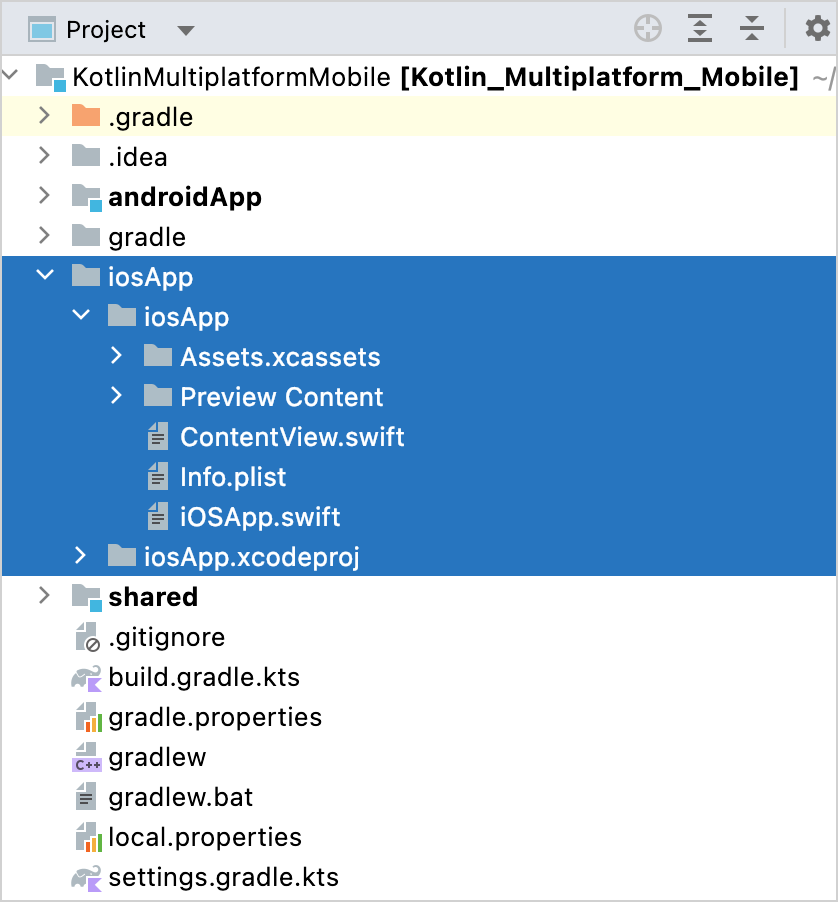 Project
KotlinMultiplatformMobile [Kotlin_Multiplatform_Mobile] ~/
.gradle
.idea
androidApp
gradle
iosApp
iosApp
Assets.xcassets
Preview Content
ContentView.swift
Info.plist
iOSApp.swift
iosApp.xcodeproj
shared
.gitignore
build.gradle.kts
gradle.properties
C++ gradlew
gradlew.bat
local.properties
settings.gradle.kts